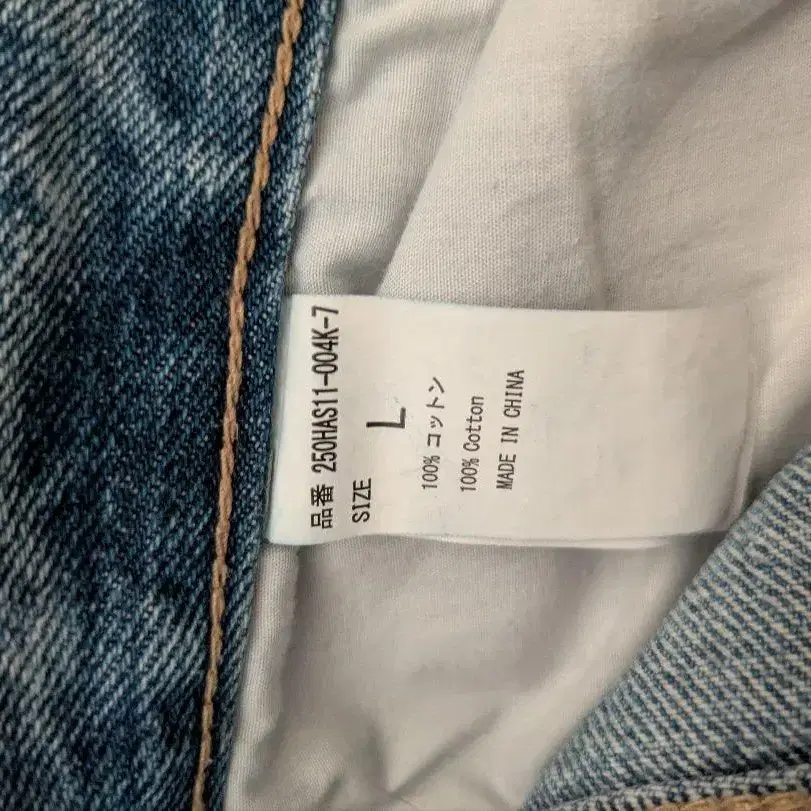 品番 250HAS11-004K-7
SIZE
L
100% コットン
100% Cotton
MADE IN CHINA